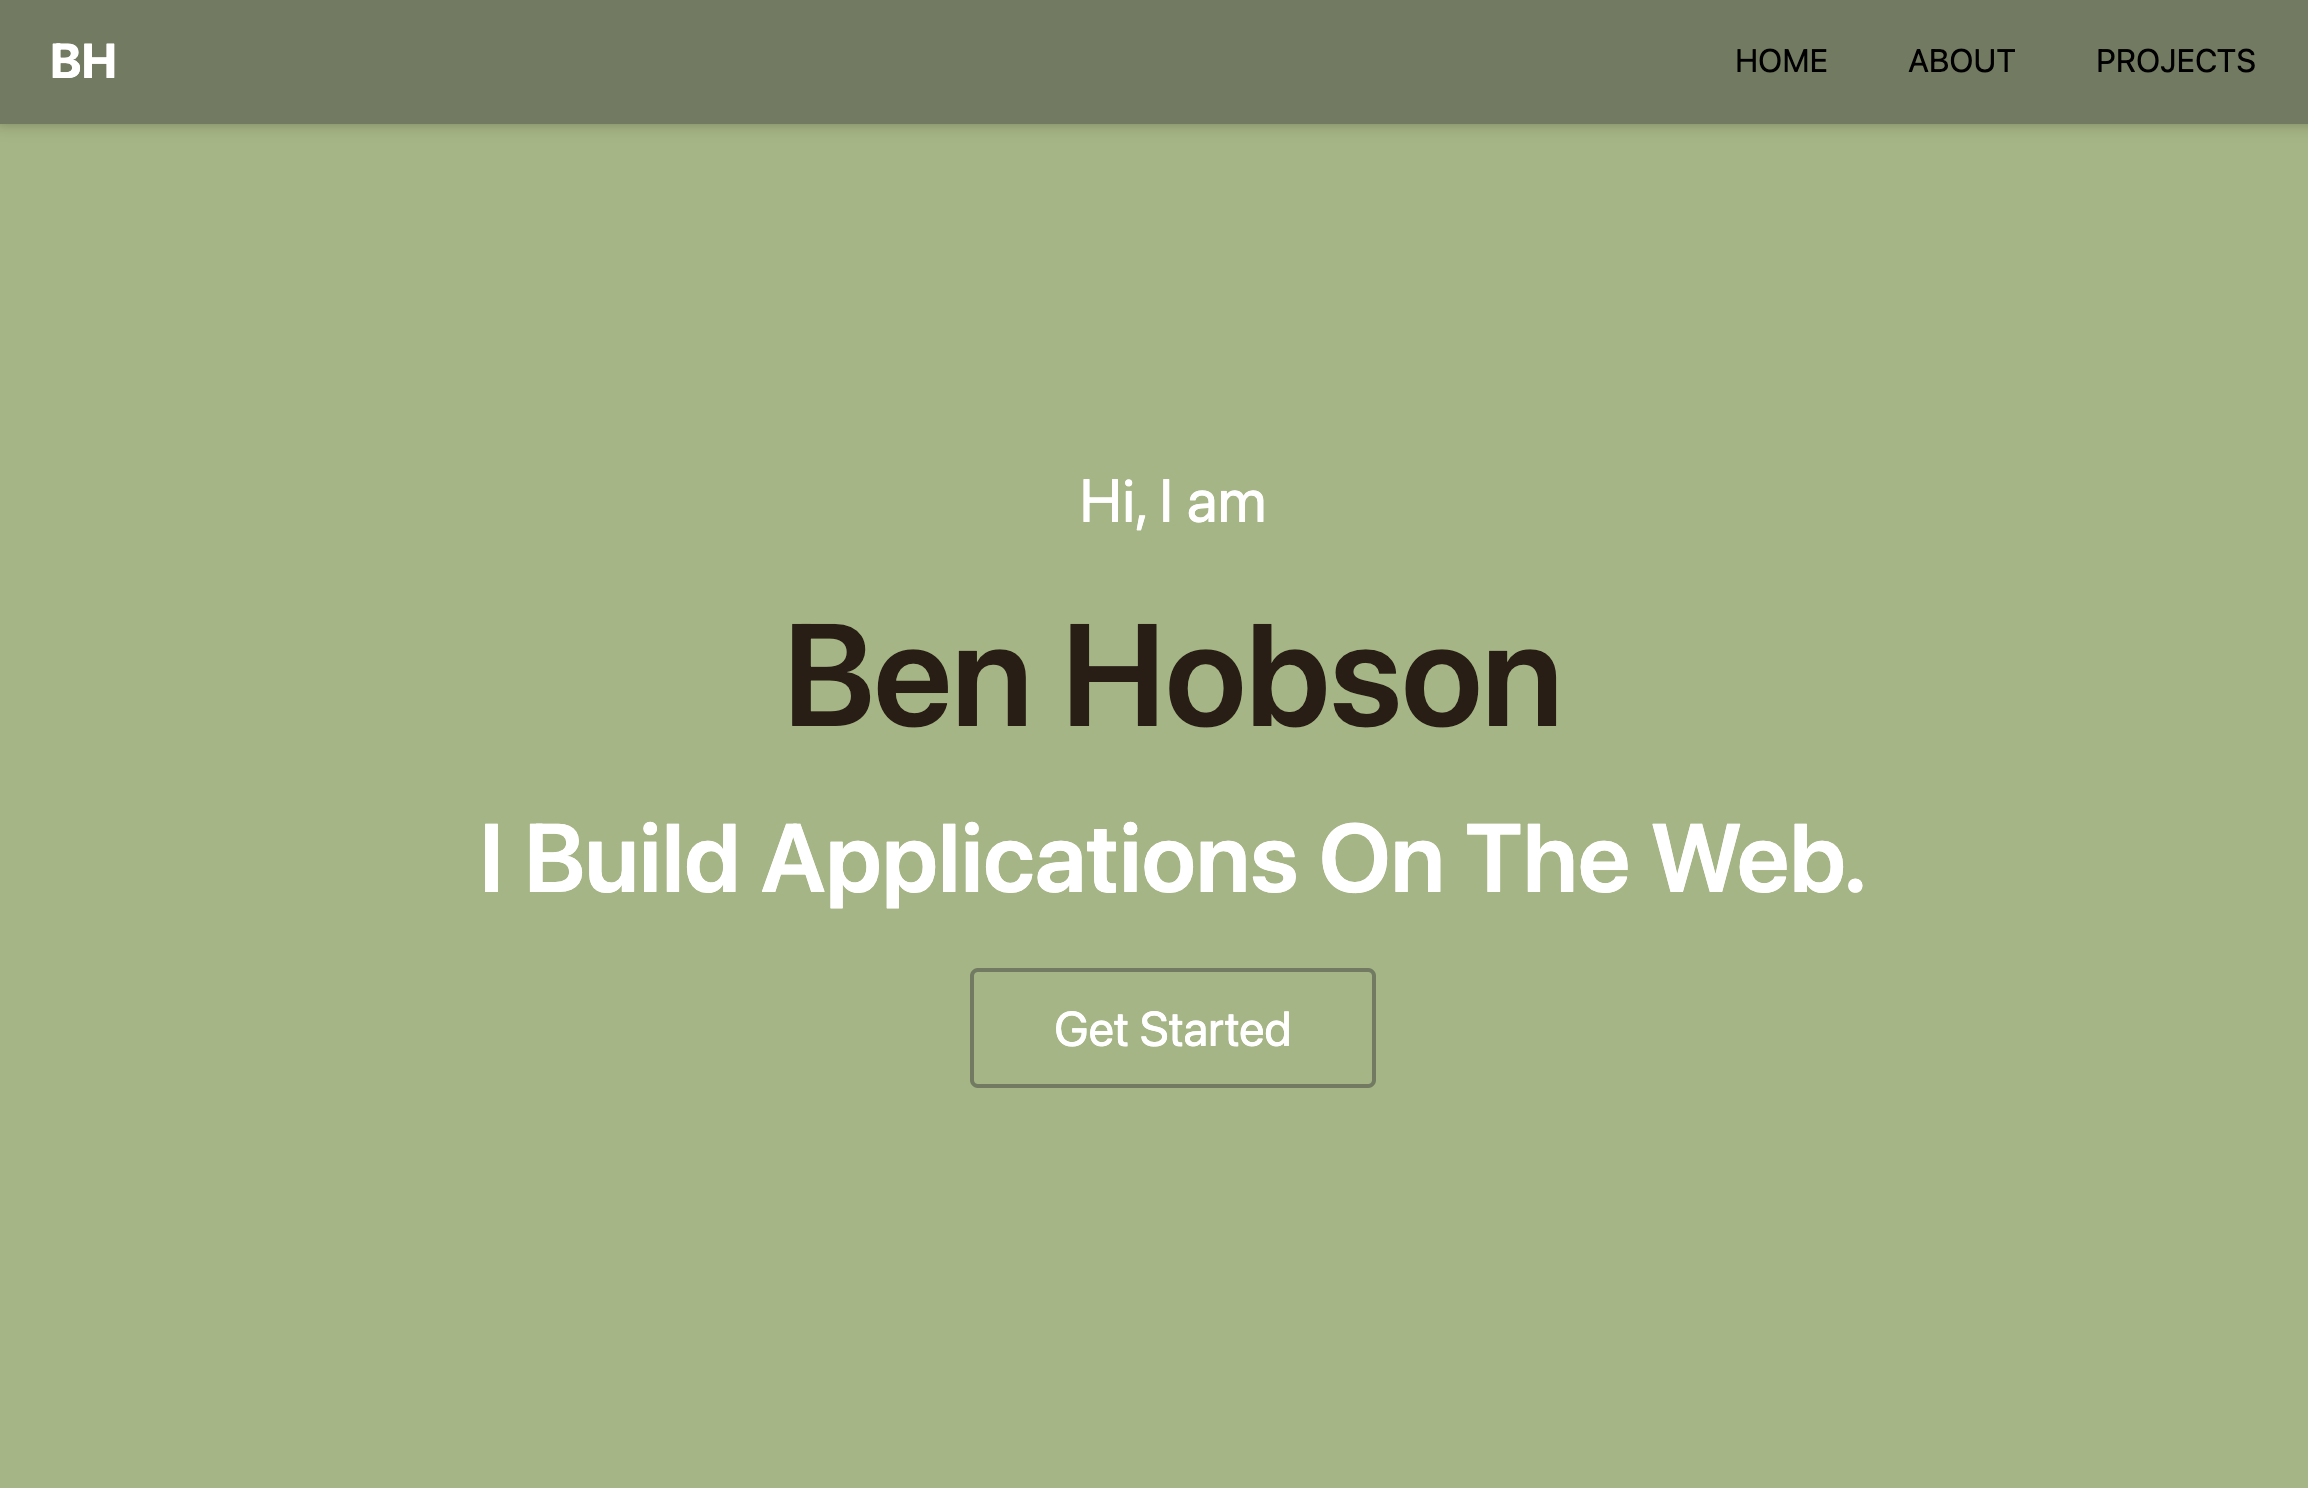 BH
HOME ABOUT PROJECTS
Hi, I am
Ben Hobson
I Build Applications On The Web.
Get Started